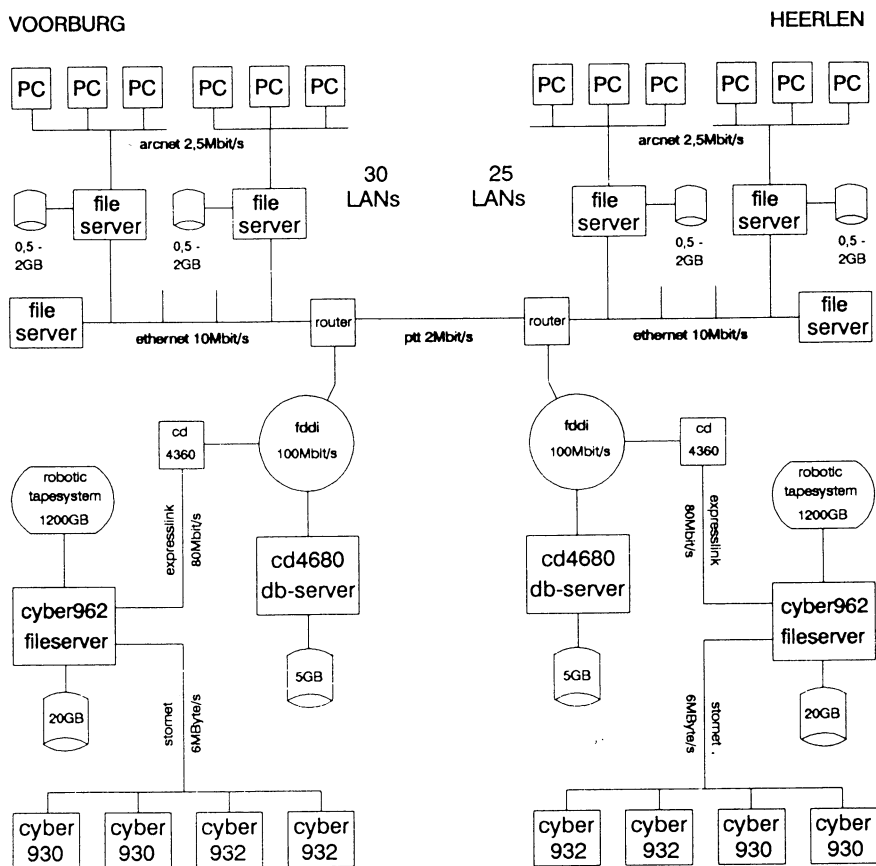 VOORBURG
HEERLEN
PC PC PC PC PC PC
PC PC PC PC PC PC
arcnet 2,5Mbit/s
arcnet 2,5Mbit/s
30
LANs
25
LANs
file
server
file
server
file
server
file
server
0,5 -
2GB
0,5 -
2GB
0,5 -
2GB
0,5 -
2GB
file
server
ethernet 10Mbit/s
router
ptt 2Mbit/s
router
ethernet 10Mbit/s
file
server
cd
4360
fddi
100Mbit/s
fddi
100Mbit/s
cd
4360
robotic
tapesystem
1200GB
expresslink
80Mbit/s
cd4680
db-server
cd4680
db-server
expresslink
80Mbit/s
robotic
tapesystem
1200GB
cyber962
fileserver
5GB
5GB
cyber962
fileserver
20GB
stornet
6MByte/s
stornet
6MByte/s
20GB
cyber
930
cyber
930
cyber
932
cyber
932
cyber
932
cyber
932
cyber
930
cyber
930